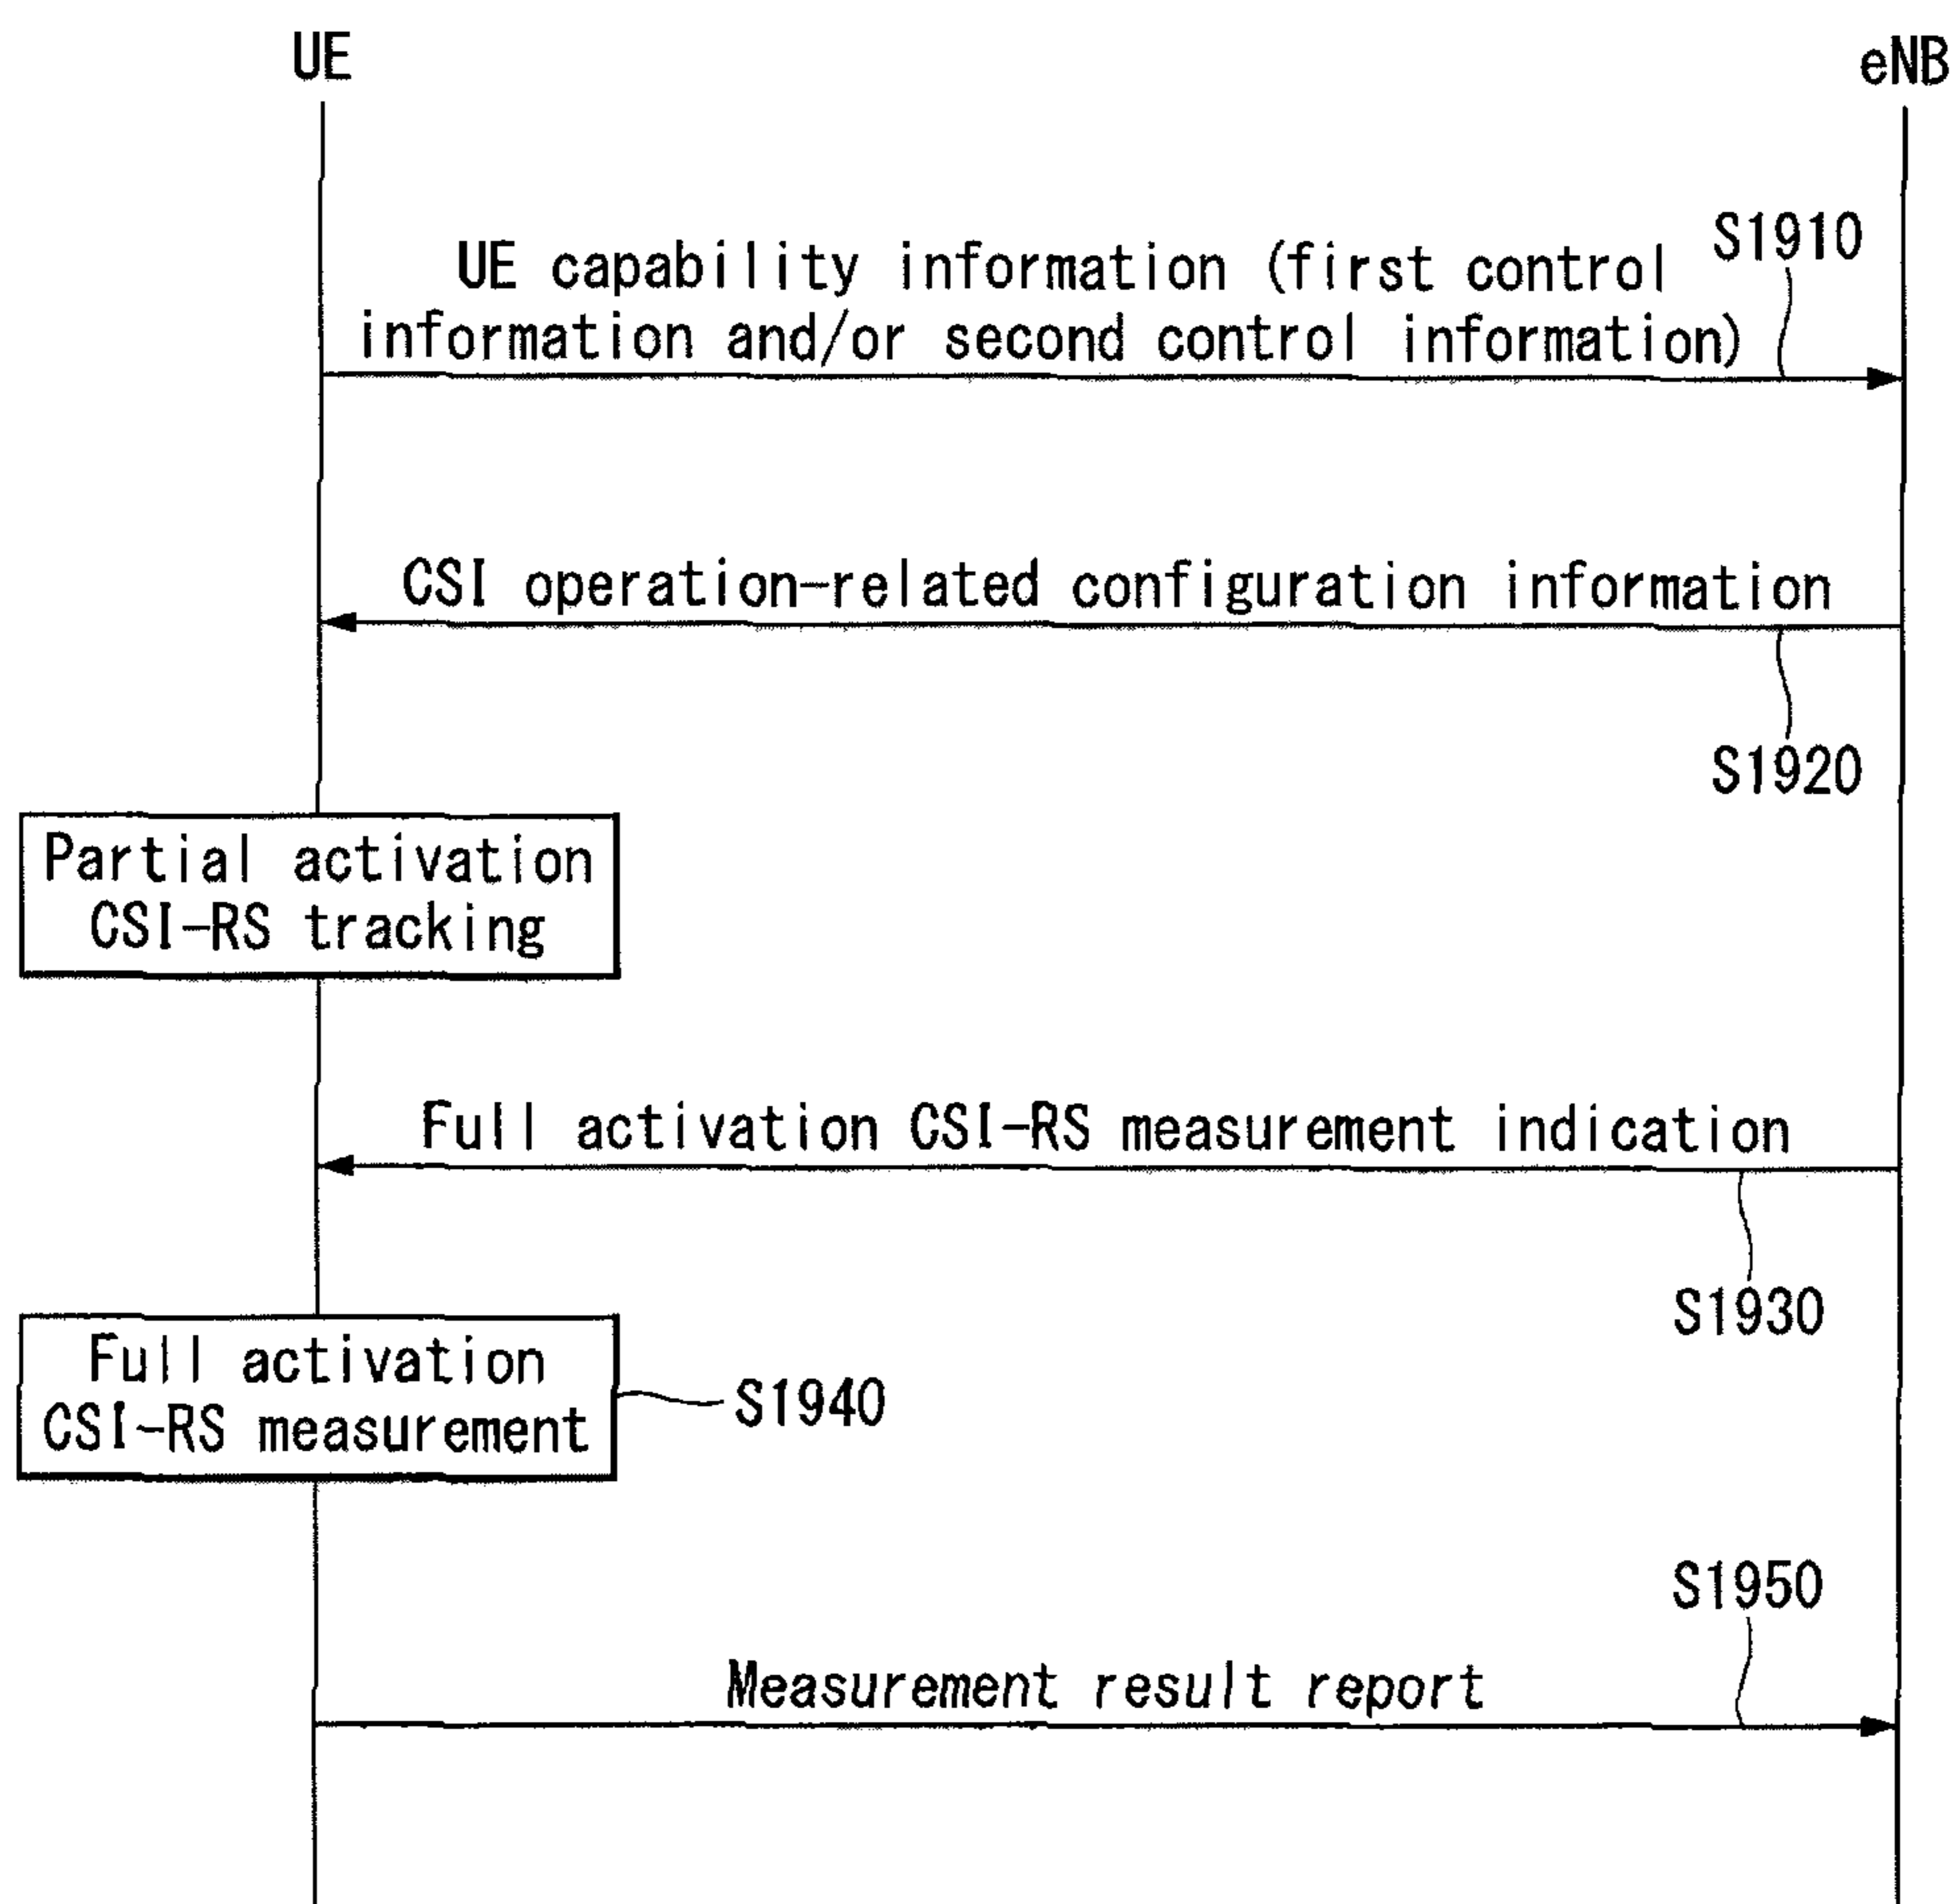 UE
eNB
S1910
UE capability information (first control
information and/or second control information)
CSI operation-related configuration information
S1920
Partial activation
CSI-RS tracking
Full activation CSI-RS measurement indication
S1930
Full activation
CSI-RS measurement
S1940
S1950
Measurement result report